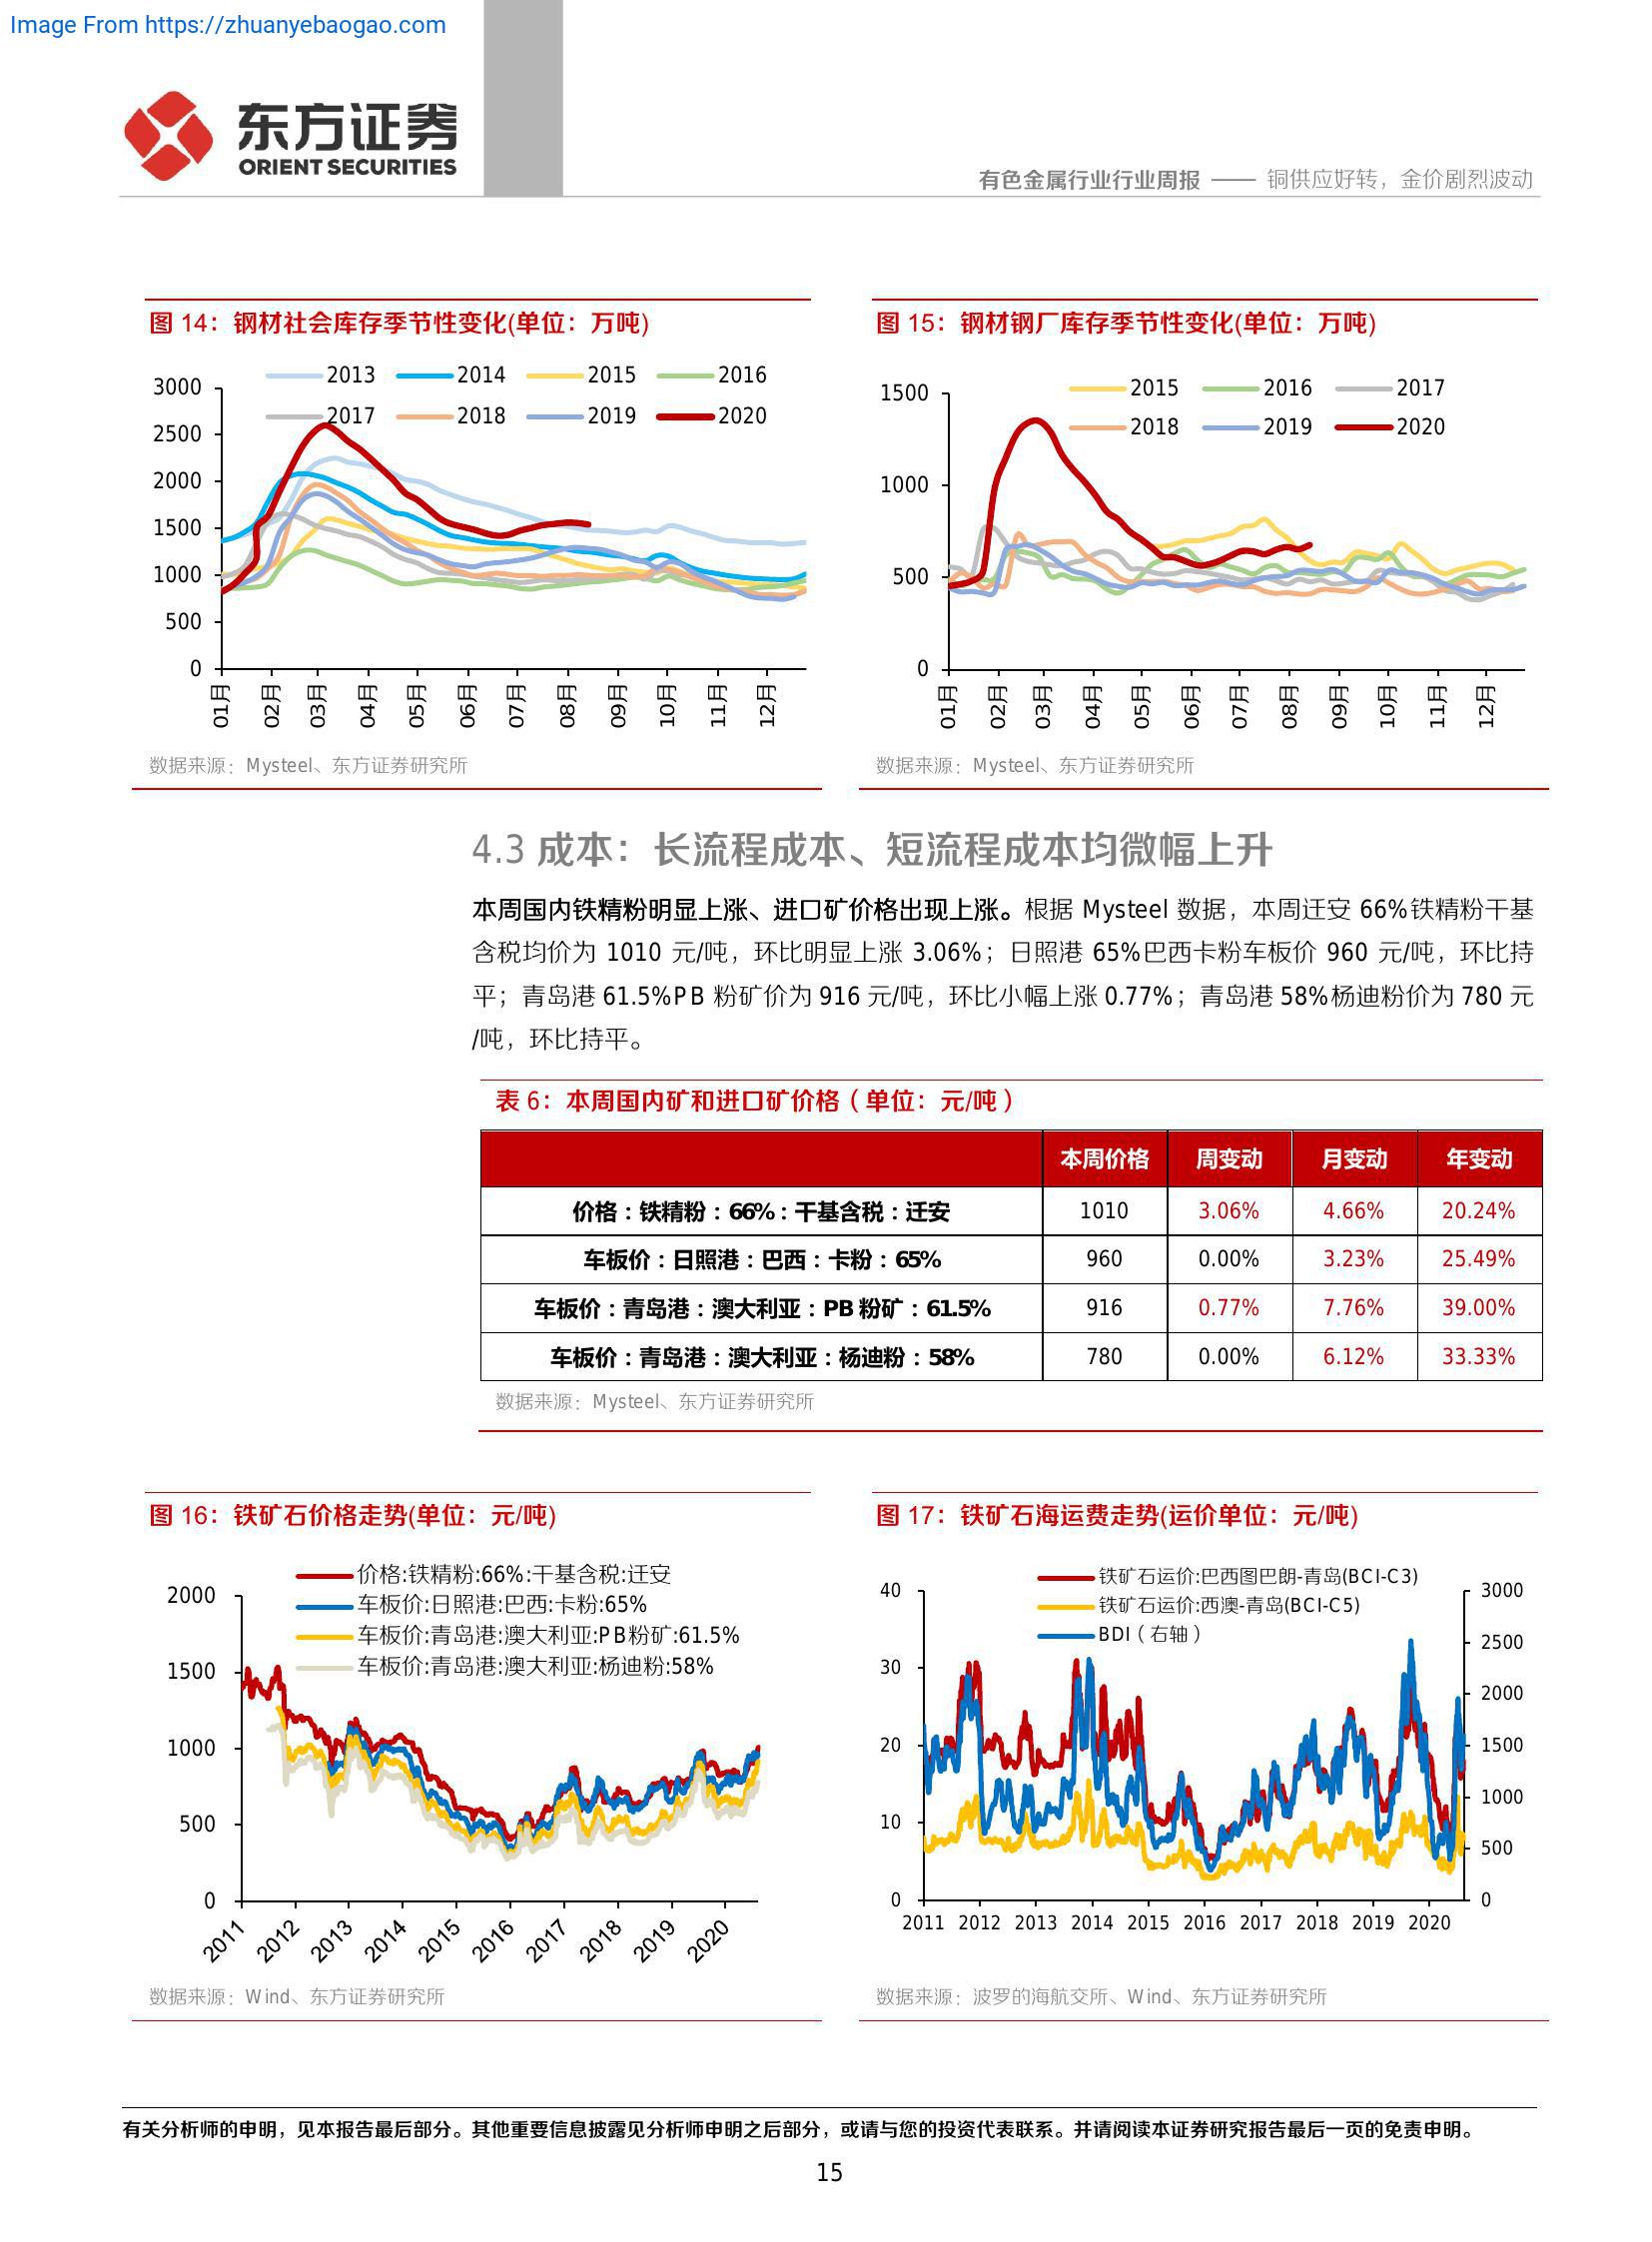 Image From https://zhuanyebaogao.com
东方证券
ORIENT SECURITIES
有色金属行业行业周报 —— 铜供应好转，金价剧烈波动
图 14：钢材社会库存季节性变化(单位：万吨)
2013 2014 2015 2016
2017 2018 2019 2020
3000
2500
2000
1500
1000
500
0
01月 02月 03月 04月 05月 06月 07月 08月 09月 10月 11月 12月
数据来源：Mysteel、东方证券研究所
图 15：钢材钢厂库存季节性变化(单位：万吨)
2015 2016 2017
2018 2019 2020
1500
1000
500
0
01月 02月 03月 04月 05月 06月 07月 08月 09月 10月 11月 12月
数据来源：Mysteel、东方证券研究所
4.3 成本：长流程成本、短流程成本均微幅上升
本周国内铁精粉明显上涨、进口矿价格出现上涨。根据 Mysteel 数据，本周迁安 66%铁精粉干基
含税均价为 1010 元/吨，环比明显上涨 3.06%；日照港 65%巴西卡粉车板价 960 元/吨，环比持
平；青岛港 61.5%PB 粉矿价为 916 元/吨，环比小幅上涨 0.77%；青岛港 58%杨迪粉价为 780 元
/吨，环比持平。
表 6：本周国内矿和进口矿价格（单位：元/吨）
本周价格 周变动 月变动 年变动
价格：铁精粉：66%：干基含税：迁安 1010 3.06% 4.66% 20.24%
车板价：日照港：巴西：卡粉：65% 960 0.00% 3.23% 25.49%
车板价：青岛港：澳大利亚：PB 粉矿：61.5% 916 0.77% 7.76% 39.00%
车板价：青岛港：澳大利亚：杨迪粉：58% 780 0.00% 6.12% 33.33%
数据来源：Mysteel、东方证券研究所
图 16：铁矿石价格走势(单位：元/吨)
价格:铁精粉:66%:干基含税:迁安
车板价:日照港:巴西:卡粉:65%
车板价:青岛港:澳大利亚:PB粉矿:61.5%
车板价:青岛港:澳大利亚:杨迪粉:58%
2000
1500
1000
500
0
2011 2012 2013 2014 2015 2016 2017 2018 2019 2020
数据来源：Wind、东方证券研究所
图 17：铁矿石海运费走势(运价单位：元/吨)
铁矿石运价:巴西图巴朗-青岛(BCI-C3)
铁矿石运价:西澳-青岛(BCI-C5)
BDI（右轴）
40
30
20
10
0
3000
2500
2000
1500
1000
500
0
2011 2012 2013 2014 2015 2016 2017 2018 2019 2020
数据来源：波罗的海航交所、Wind、东方证券研究所
有关分析师的申明，见本报告最后部分。其他重要信息披露见分析师申明之后部分，或请与您的投资代表联系。并请阅读本证券研究报告最后一页的免责申明。
15